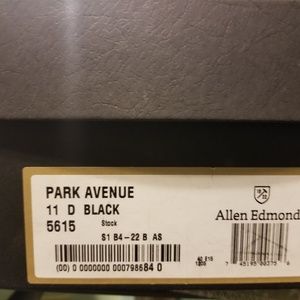 PARK AVENUE
11 D BLACK
5615 Stock
S1 B4-22 B AS
Allen Edmond
(00) 0 0000000 000798684 0